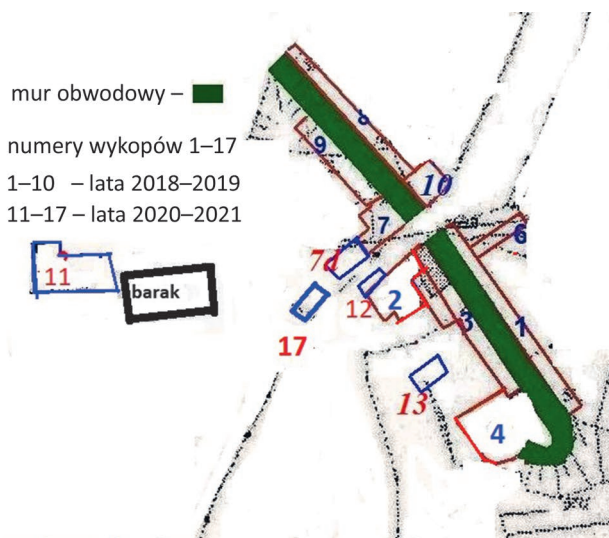 mur obwodowy –
numery wykopów 1–17
1–10 – lata 2018–2019
11–17 – lata 2020–2021
8
9
10
7
6
7a
11
barak
12
2
17
3
1
13
4